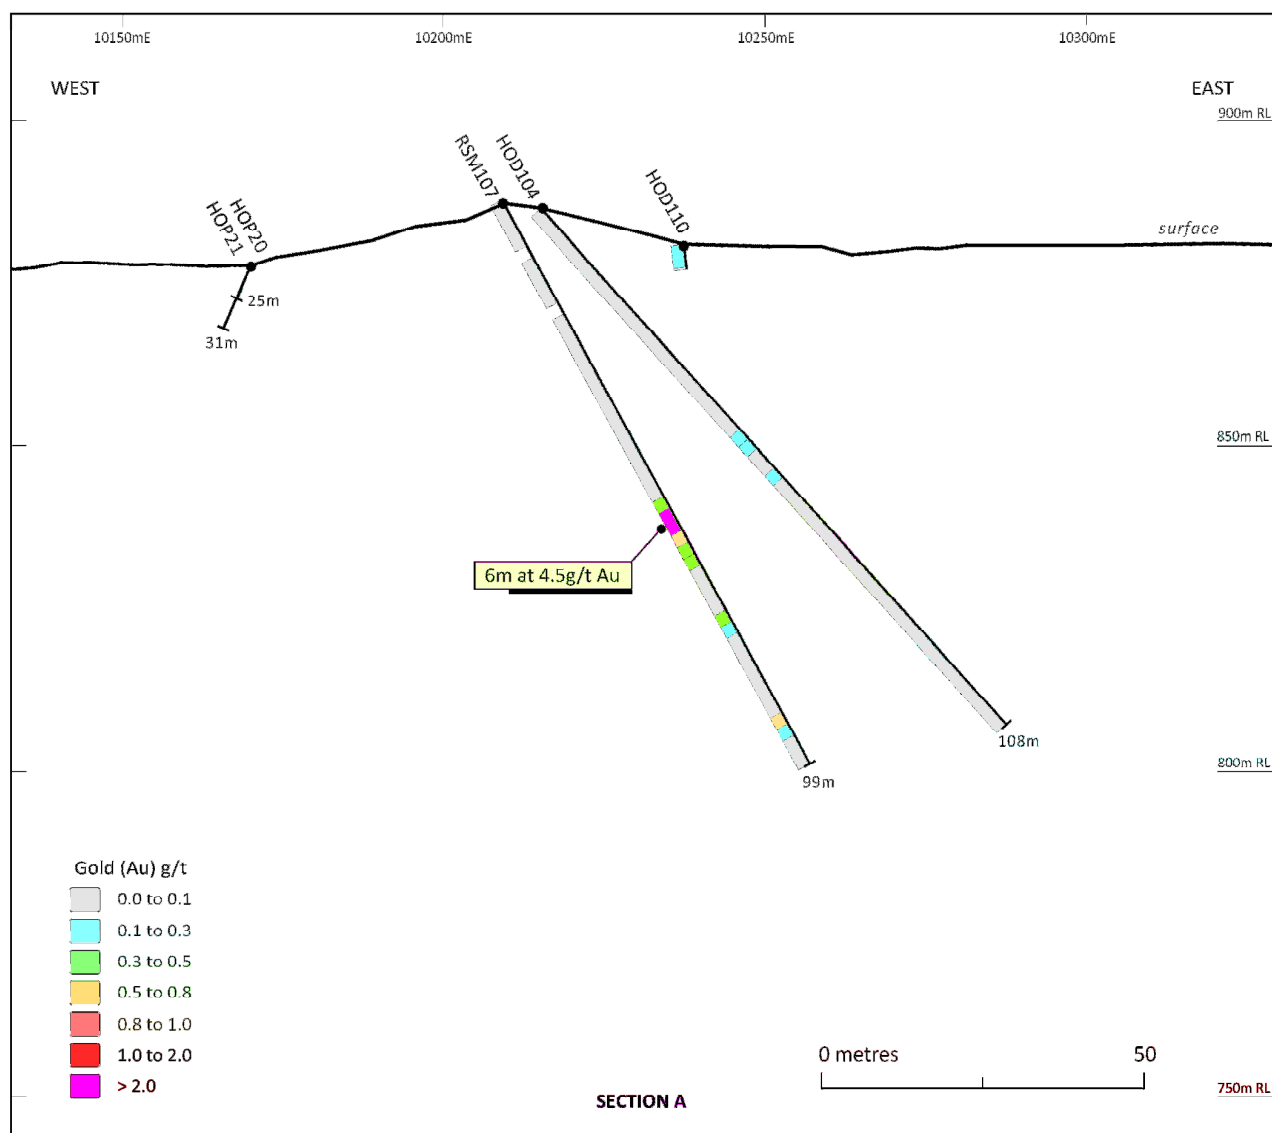 10150mE
10200mE
10250mE
10300mE
WEST
EAST
900m RL
RSM107
HOD104
HOD110
HOP20
HOP21
surface
25m
31m
850m RL
6m at 4.5g/t Au
108m
99m
800m RL
Gold (Au) g/t
0.0 to 0.1
0.1 to 0.3
0.3 to 0.5
0.5 to 0.8
0.8 to 1.0
1.0 to 2.0
> 2.0
0 metres
50
SECTION A
750m RL